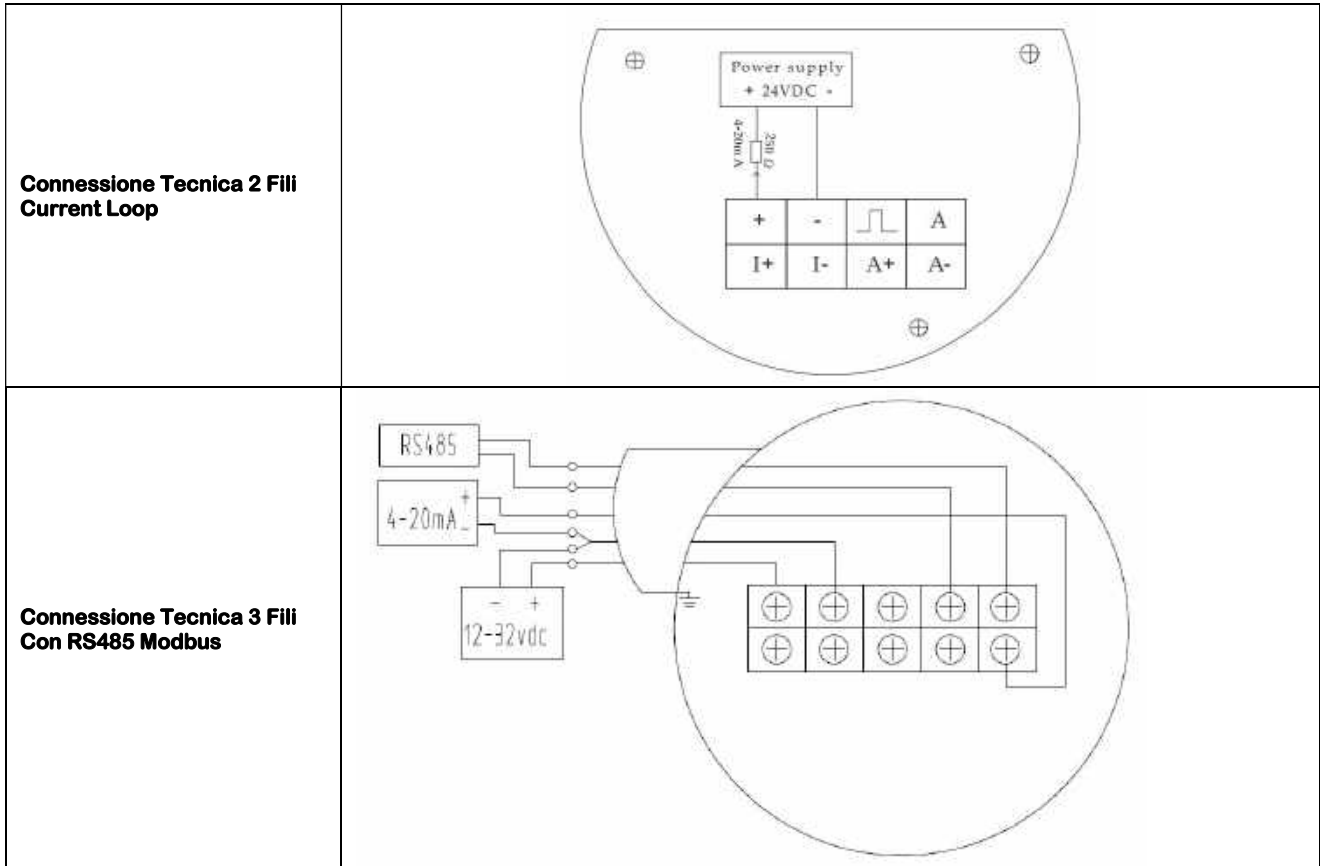 Connessione Tecnica 2 Fili
Current Loop
Power supply
+ 24VDC -
4-20mA
250 Ω
+ - A
I+ I- A+ A-
Connessione Tecnica 3 Fili
Con RS485 Modbus
RS485
4-20mA
+
-
- +
12-32vdc